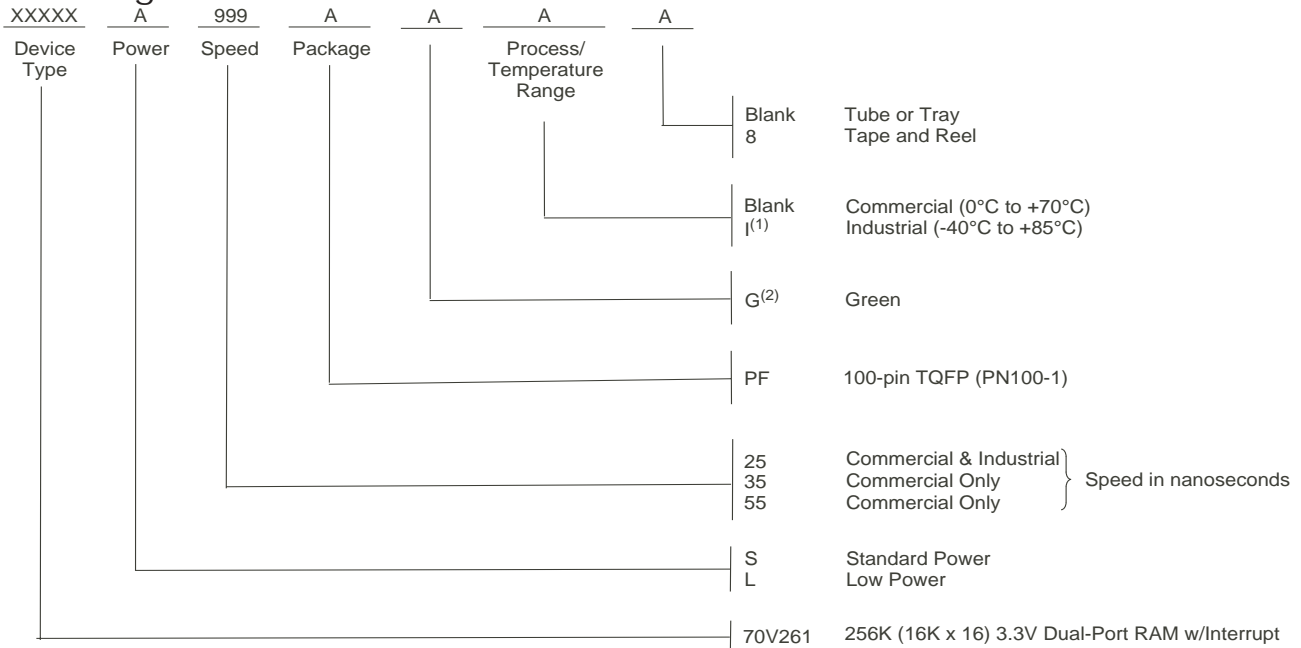 XXXXX A 999 A A A A
Device Type Power Speed Package Process/ Temperature Range
Blank Tube or Tray
8 Tape and Reel
Blank Commercial (0°C to +70°C)
I(1) Industrial (-40°C to +85°C)
G(2) Green
PF 100-pin TQFP (PN100-1)
25 Commercial & Industrial
35 Commercial Only Speed in nanoseconds
55 Commercial Only
S Standard Power
L Low Power
70V261 256K (16K x 16) 3.3V Dual-Port RAM w/Interrupt